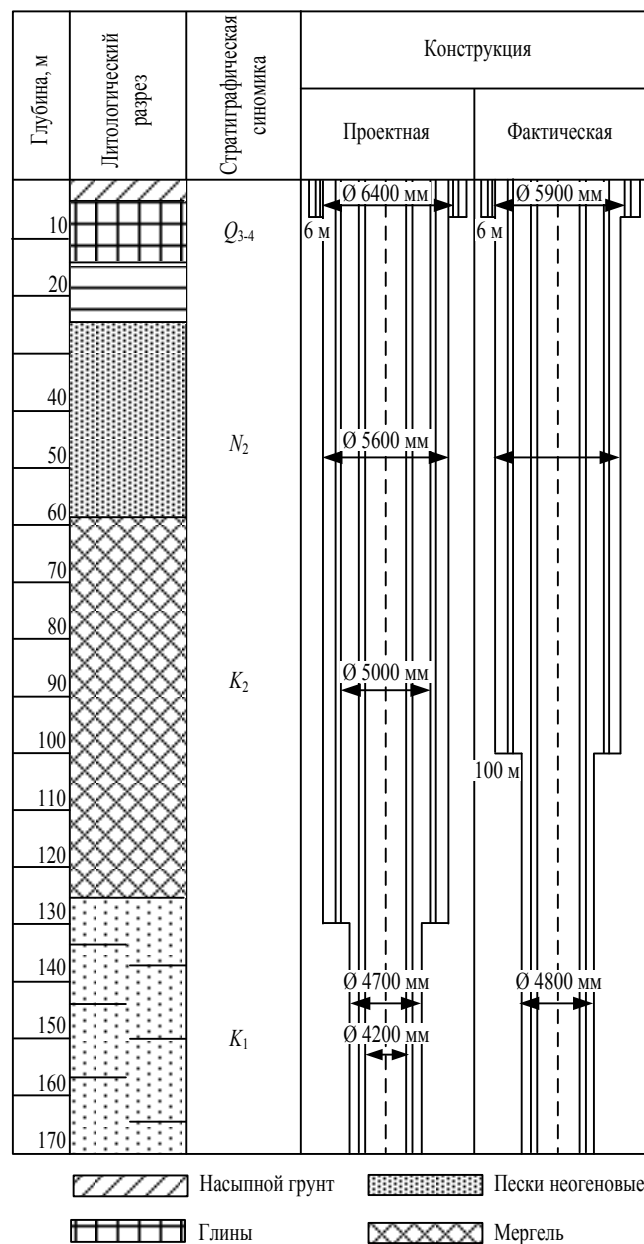 Глубина, м
Литологический
разрез
Стратиграфическая
синомика
Конструкция
Проектная
Фактическая
Ø 6400 мм
Ø 5900 мм
6 м
6 м
10
Q3-4
20
40
50
N2
Ø 5600 мм
60
70
80
Ø 5000 мм
90
K2
100
100 м
110
120
130
140
Ø 4700 мм
Ø 4800 мм
150
K1
Ø 4200 мм
160
170
Насыпной грунт
Пески неогеновые
Глины
Мергель